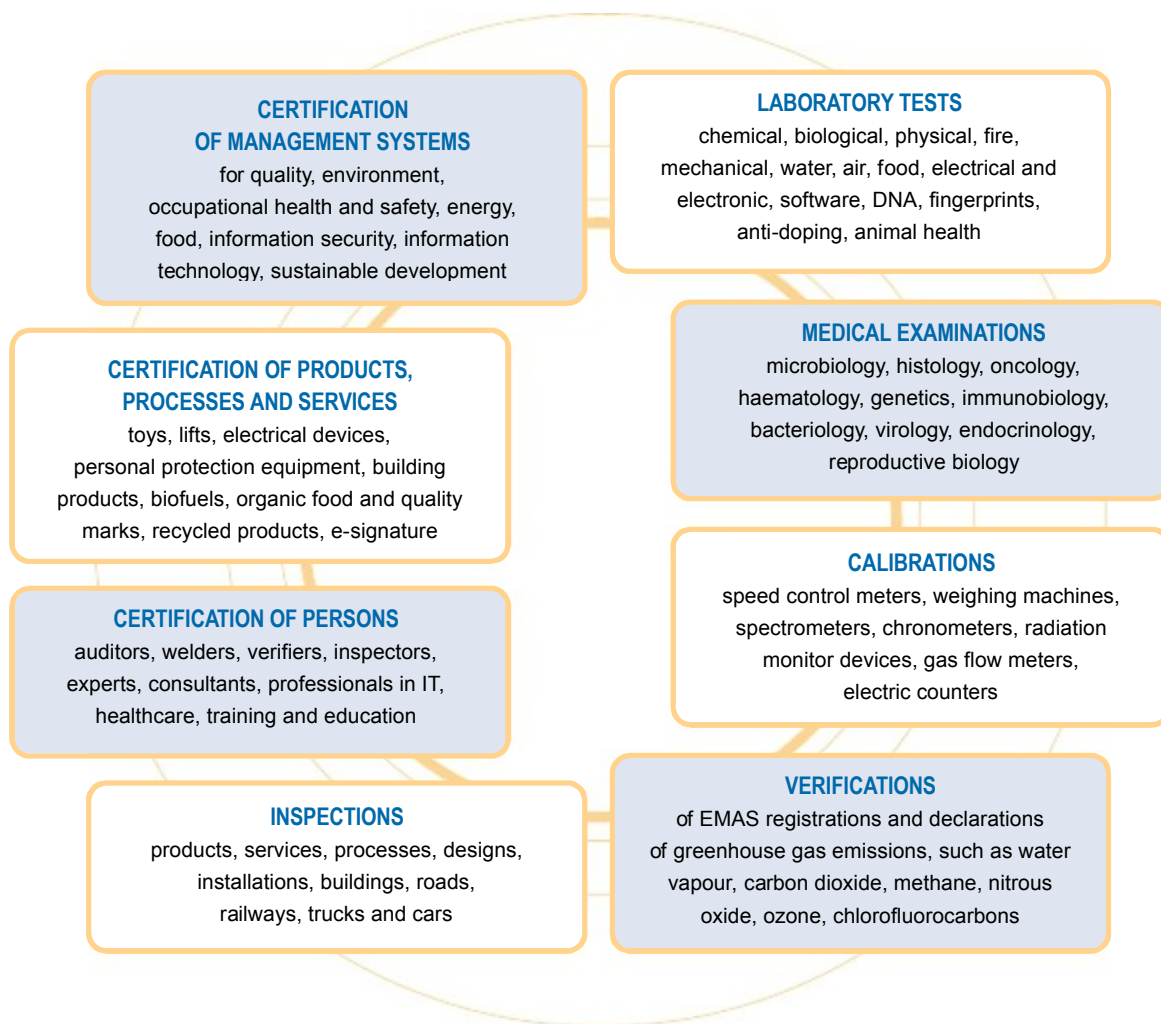 CERTIFICATION
OF MANAGEMENT SYSTEMS
for quality, environment,
occupational health and safety, energy,
food, information security, information
technology, sustainable development
LABORATORY TESTS
chemical, biological, physical, fire,
mechanical, water, air, food, electrical and
electronic, software, DNA, fingerprints,
anti-doping, animal health
CERTIFICATION OF PRODUCTS,
PROCESSES AND SERVICES
toys, lifts, electrical devices,
personal protection equipment, building
products, biofuels, organic food and quality
marks, recycled products, e-signature
MEDICAL EXAMINATIONS
microbiology, histology, oncology,
haematology, genetics, immunobiology,
bacteriology, virology, endocrinology,
reproductive biology
CERTIFICATION OF PERSONS
auditors, welders, verifiers, inspectors,
experts, consultants, professionals in IT,
healthcare, training and education
CALIBRATIONS
speed control meters, weighing machines,
spectrometers, chronometers, radiation
monitor devices, gas flow meters,
electric counters
INSPECTIONS
products, services, processes, designs,
installations, buildings, roads,
railways, trucks and cars
VERIFICATIONS
of EMAS registrations and declarations
of greenhouse gas emissions, such as water
vapour, carbon dioxide, methane, nitrous
oxide, ozone, chlorofluorocarbons